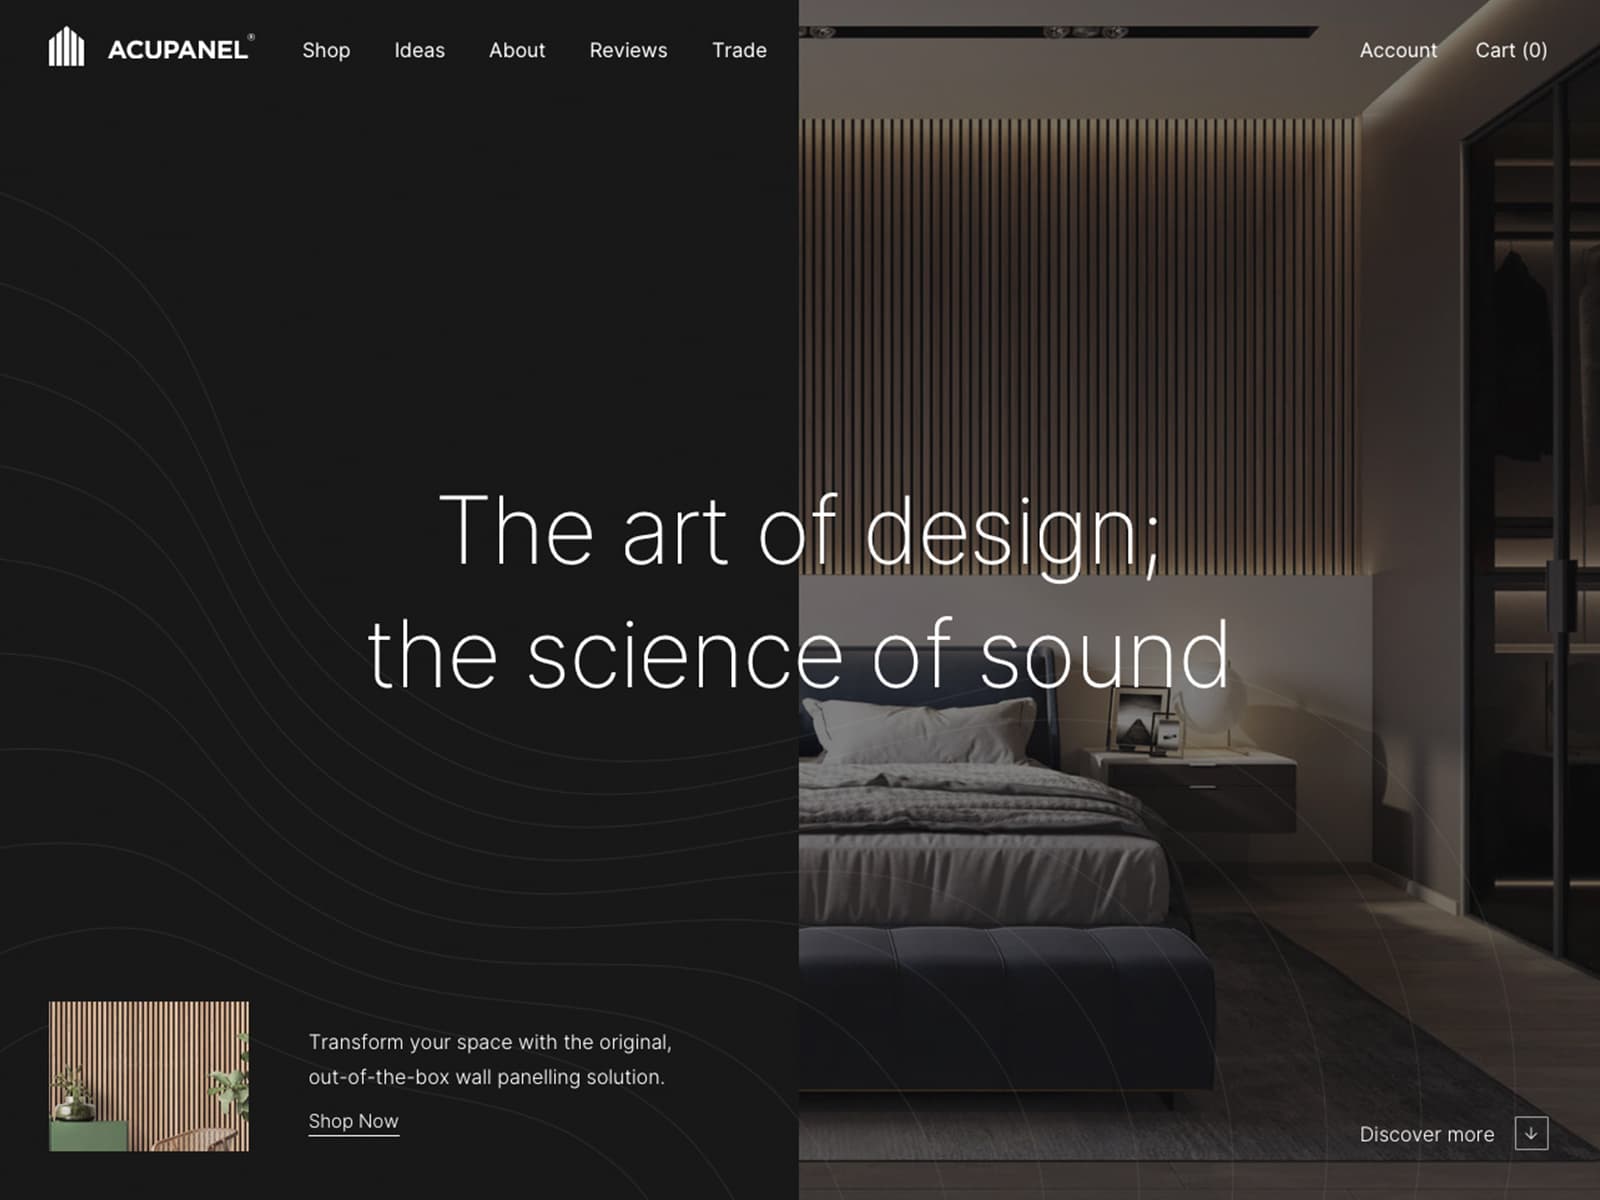 ACUPANEL®
Shop
Ideas
About
Reviews
Trade
Account
Cart (0)
The art of design;
the science of sound
Transform your space with the original,
out-of-the-box wall panelling solution.
Shop Now
Discover more